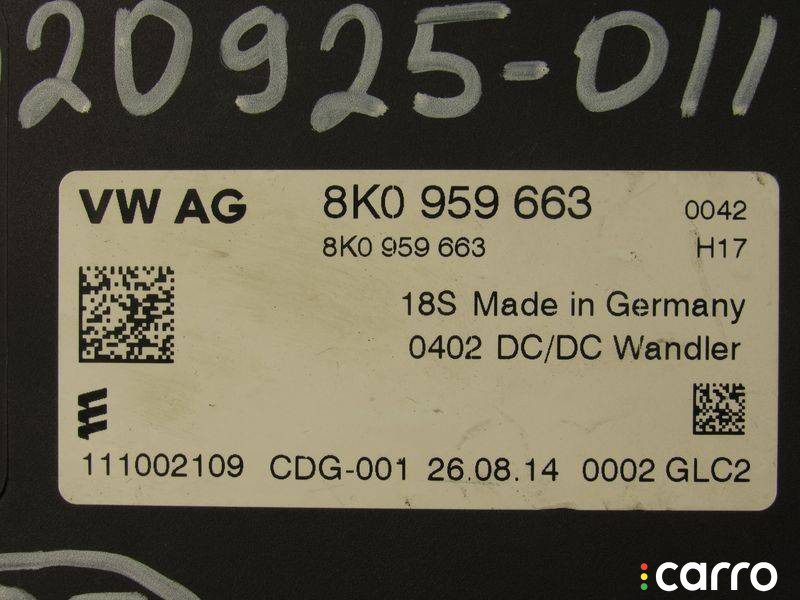 20925-011
VW AG 8K0 959 663 0042
8K0 959 663 H17
18S Made in Germany
0402 DC/DC Wandler
111002109 CDG-001 26.08.14 0002 GLC2
carro